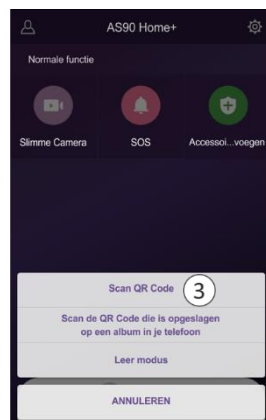 AS90 Home+
Normale functie
Slimme Camera
SOS
Accessoi...voegen
Scan QR Code
3
Scan de QR Code die is opgeslagen
op een album in je telefoon
Leer modus
ANNULEREN